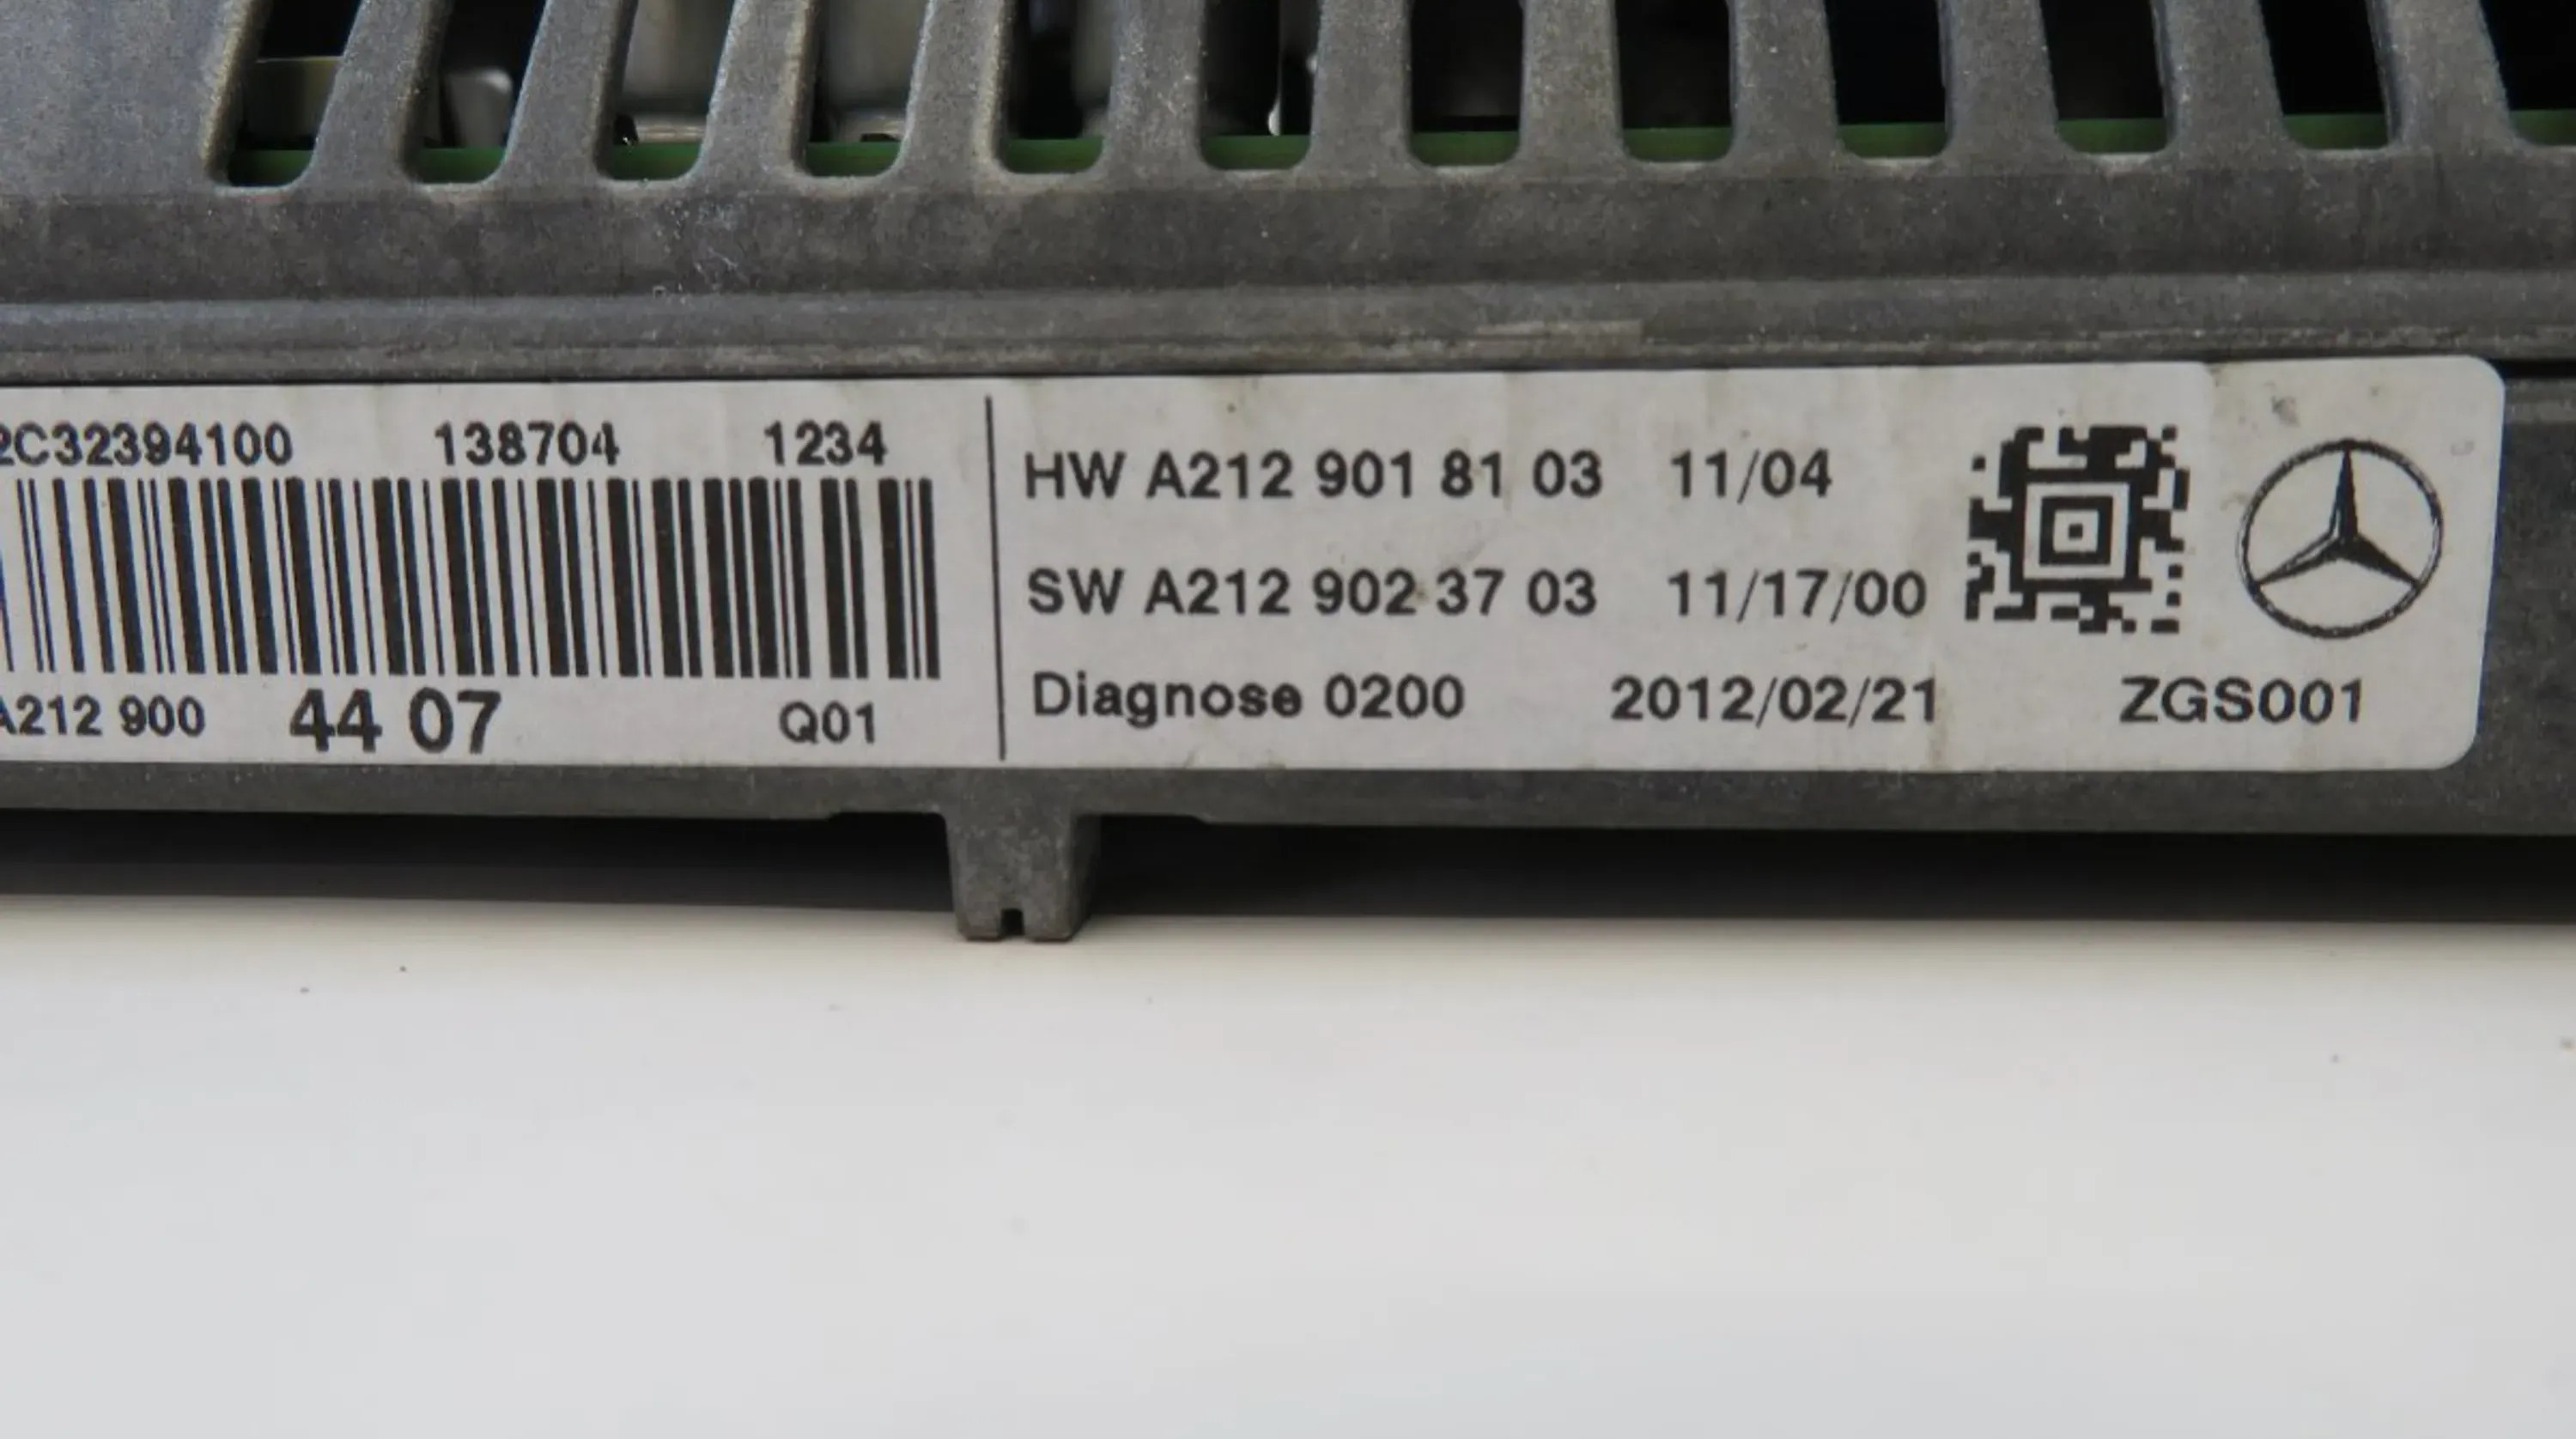 2C32394100 138704 1234
A212 900 44 07 Q01
HW A212 901 81 03 11/04
SW A212 902 37 03 11/17/00
Diagnose 0200 2012/02/21 ZGS001